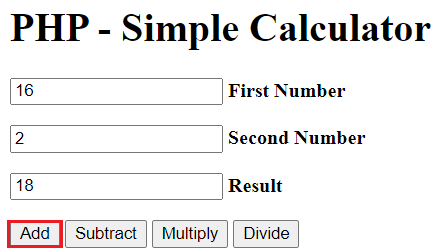 PHP - Simple Calculator
16 First Number
2 Second Number
18 Result
Add Subtract Multiply Divide